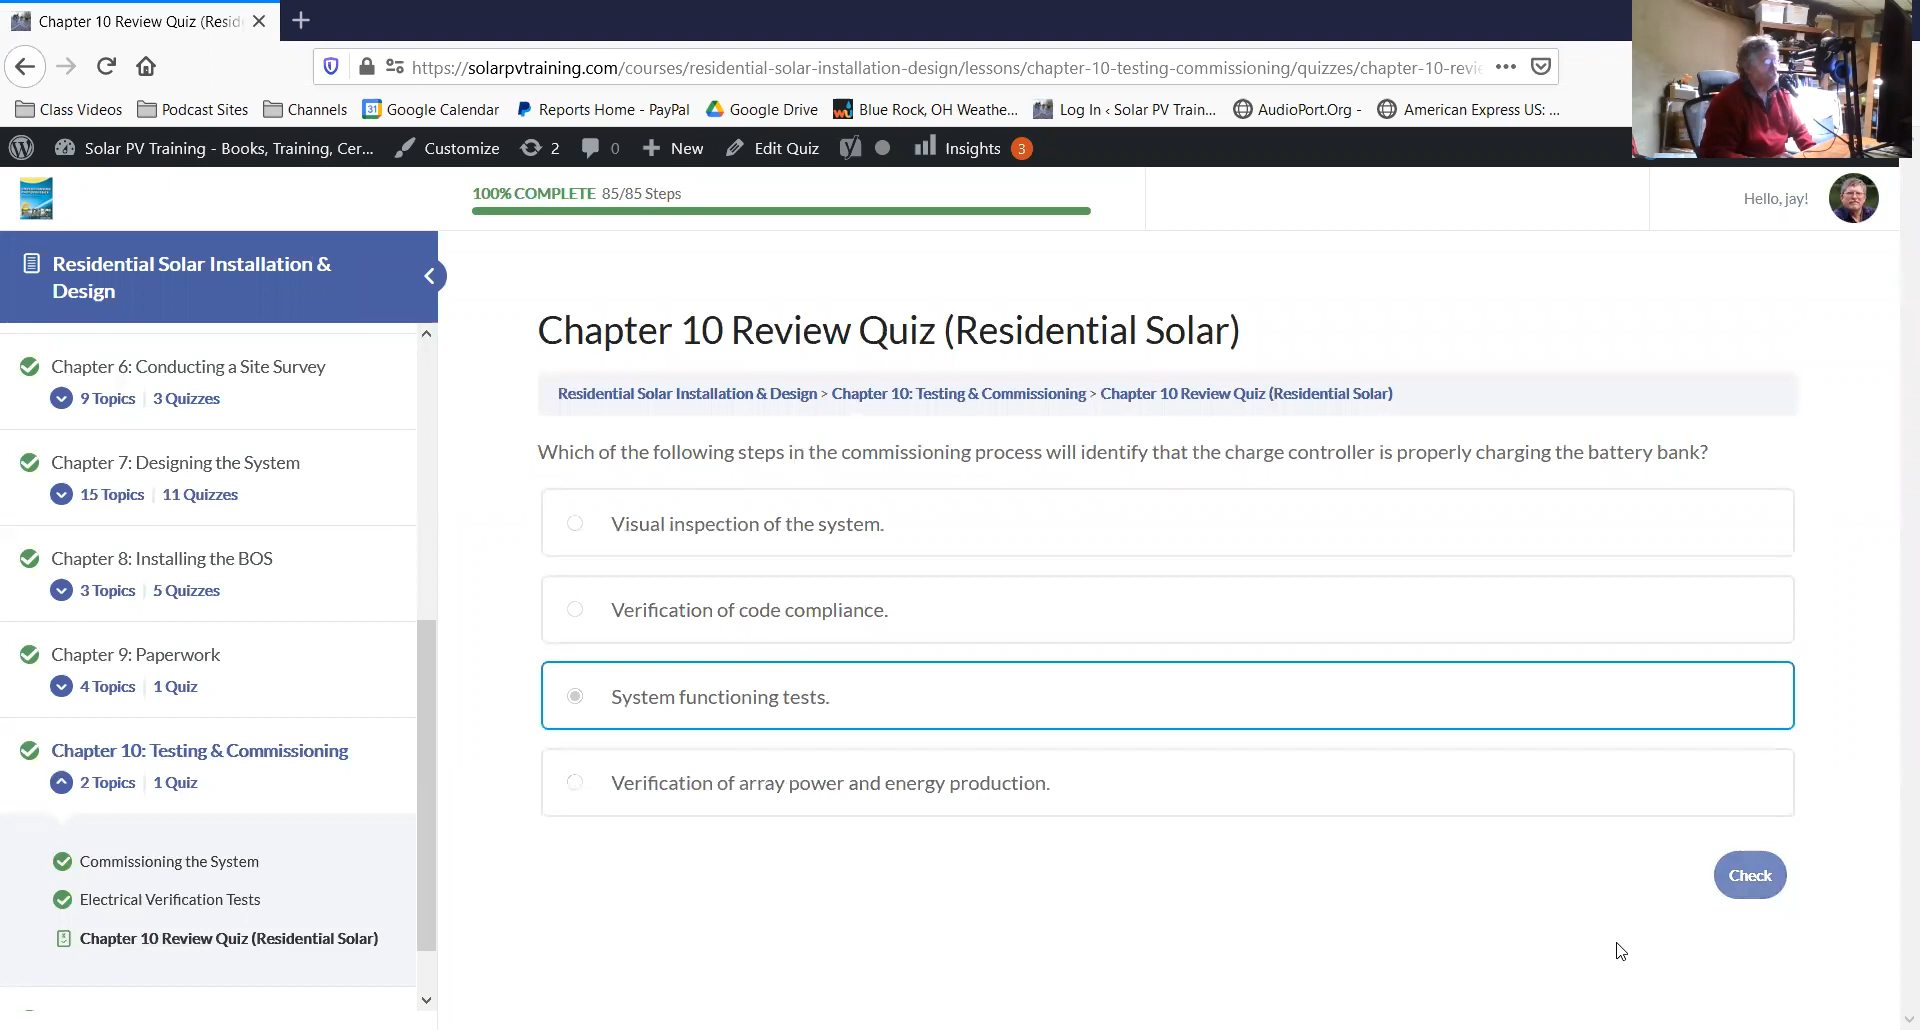 Chapter 10 Review Quiz (Resid
https://solarpvtraining.com/courses/residential-solar-installation-design/lessons/chapter-10-testing-commissioning/quizzes/chapter-10-revie
Class Videos Podcast Sites Channels 31 Google Calendar Reports Home - PayPal Google Drive Blue Rock, OH Weathe... Log In ‹ Solar PV Train... AudioPort.Org - American Express US: ...
Solar PV Training - Books, Training, Cer... Customize 2 0 New Edit Quiz Insights 3
100% COMPLETE 85/85 Steps
Hello, jay!
Residential Solar Installation &
Design
Chapter 6: Conducting a Site Survey
9 Topics | 3 Quizzes
Chapter 7: Designing the System
15 Topics | 11 Quizzes
Chapter 8: Installing the BOS
3 Topics | 5 Quizzes
Chapter 9: Paperwork
4 Topics | 1 Quiz
Chapter 10: Testing & Commissioning
2 Topics | 1 Quiz
Commissioning the System
Electrical Verification Tests
Chapter 10 Review Quiz (Residential Solar)
Chapter 10 Review Quiz (Residential Solar)
Residential Solar Installation & Design > Chapter 10: Testing & Commissioning > Chapter 10 Review Quiz (Residential Solar)
Which of the following steps in the commissioning process will identify that the charge controller is properly charging the battery bank?
Visual inspection of the system.
Verification of code compliance.
System functioning tests.
Verification of array power and energy production.
Check